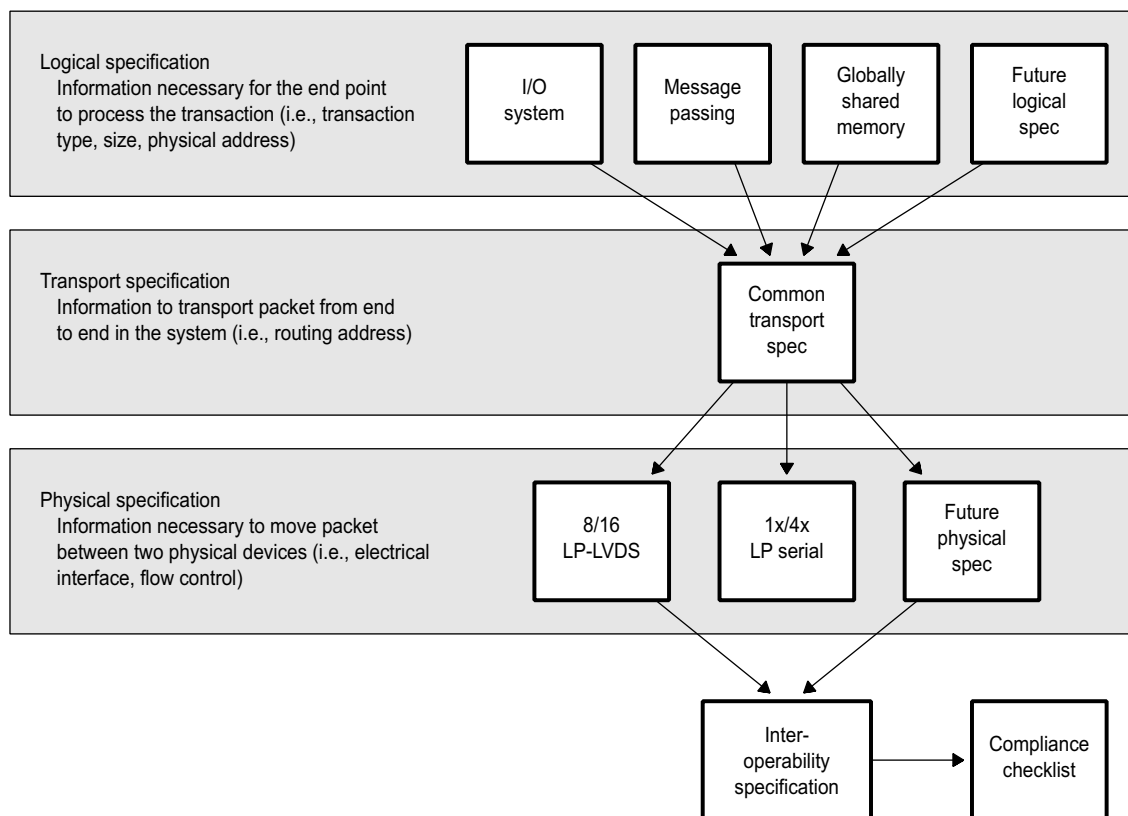 Logical specification
Information necessary for the end point
to process the transaction (i.e., transaction
type, size, physical address)
I/O
system
Message
passing
Globally
shared
memory
Future
logical
spec
Transport specification
Information to transport packet from end
to end in the system (i.e., routing address)
Common
transport
spec
Physical specification
Information necessary to move packet
between two physical devices (i.e., electrical
interface, flow control)
8/16
LP-LVDS
1x/4x
LP serial
Future
physical
spec
Inter-
operability
specification
Compliance
checklist